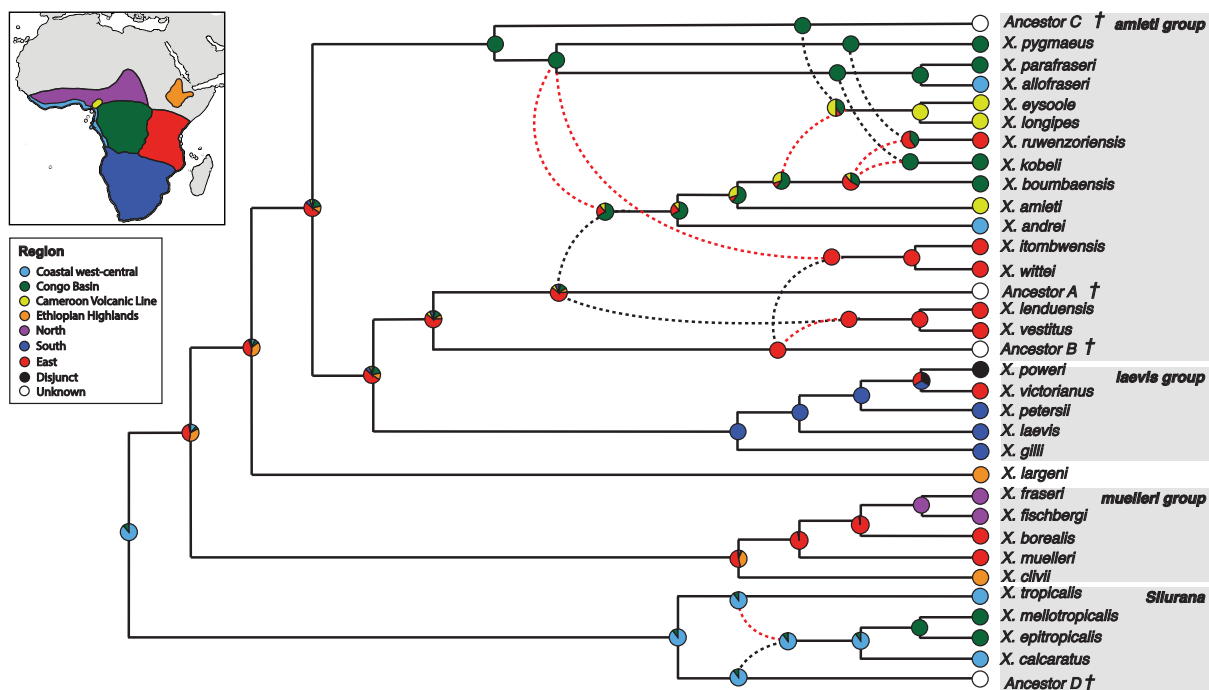 Region
Coastal west-central
Congo Basin
Cameroon Volcanic Line
Ethiopian Highlands
North
South
East
Disjunct
Unknown
Ancestor C †
amieti group
X. pygmaeus
X. parafraseri
X. allofraseri
X. eysoole
X. longipes
X. ruwenzoriensis
X. kobeli
X. boumbaensis
X. amieti
X. andrei
X. itombwensis
X. wittei
Ancestor A †
X. lenduensis
X. vestitus
Ancestor B †
X. poweri
laevis group
X. victorianus
X. petersii
X. laevis
X. gilli
X. largeni
X. fraseri
muelleri group
X. fischbergi
X. borealis
X. muelleri
X. clivii
X. tropicalis
Silurana
X. mellotropicalis
X. epitropicalis
X. calcaratus
Ancestor D †